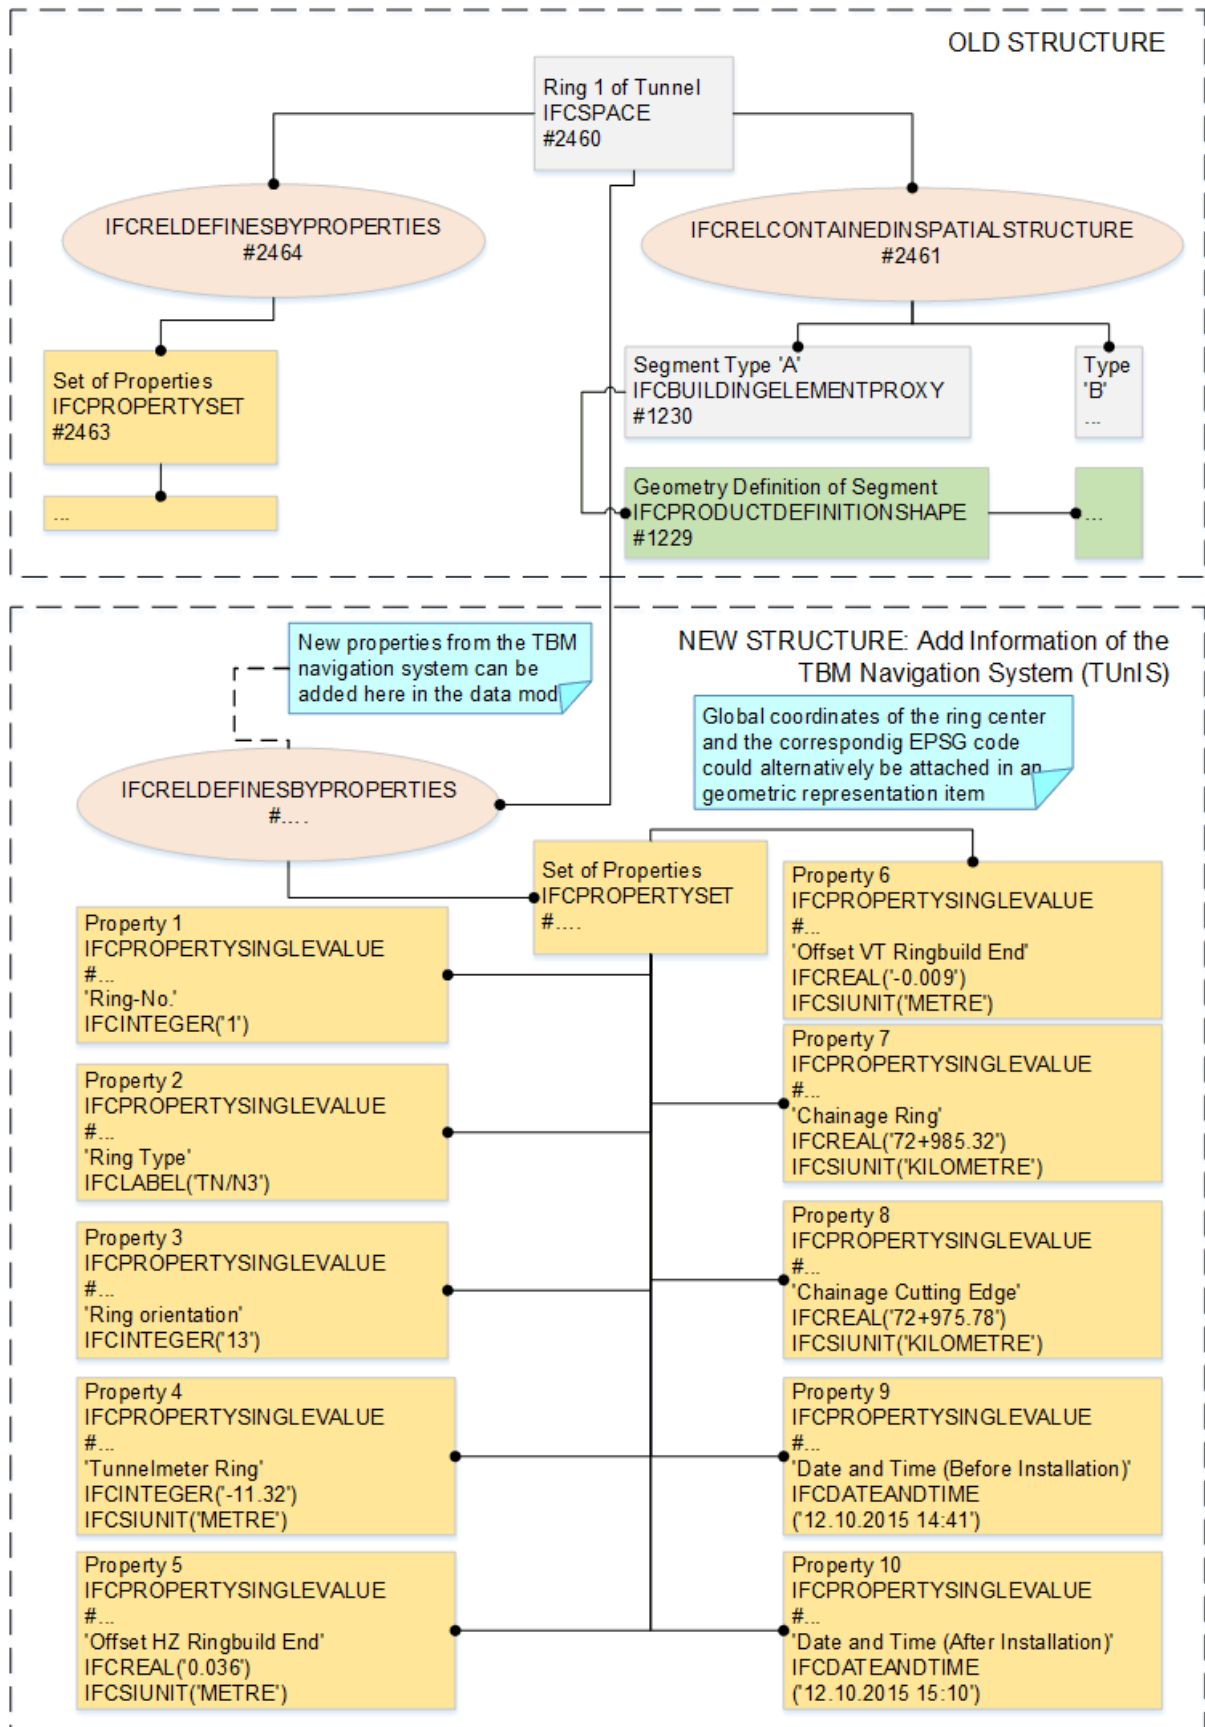 OLD STRUCTURE
Ring 1 of Tunnel
IFCSPACE
#2460
IFCRELDEFINESBYPROPERTIES
#2464
IFCRELCONTAINEDINSPATIALSTRUCTURE
#2461
Set of Properties
IFCPROPERTYSET
#2463
...
Segment Type 'A'
IFCBUILDINGELEMENTPROXY
#1230
Type
'B'
...
Geometry Definition of Segment
IFCPRODUCTDEFINITIONSHAPE
#1229
...
NEW STRUCTURE: Add Information of the
TBM Navigation System (TUnIS)
New properties from the TBM
navigation system can be
added here in the data mod
Global coordinates of the ring center
and the correspondig EPSG code
could alternatively be attached in an
geometric representation item
IFCRELDEFINESBYPROPERTIES
#....
Set of Properties
IFCPROPERTYSET
#....
Property 1
IFCPROPERTYSINGLEVALUE
#...
'Ring-No.'
IFCINTEGER('1')
Property 2
IFCPROPERTYSINGLEVALUE
#...
'Ring Type'
IFCLABEL('TN/N3')
Property 3
IFCPROPERTYSINGLEVALUE
#...
'Ring orientation'
IFCINTEGER('13')
Property 4
IFCPROPERTYSINGLEVALUE
#...
'Tunnelmeter Ring'
IFCINTEGER('-11.32')
IFCSIUNIT('METRE')
Property 5
IFCPROPERTYSINGLEVALUE
#...
'Offset HZ Ringbuild End'
IFCREAL('0.036')
IFCSIUNIT('METRE')
Property 6
IFCPROPERTYSINGLEVALUE
#...
'Offset VT Ringbuild End'
IFCREAL('-0.009')
IFCSIUNIT('METRE')
Property 7
IFCPROPERTYSINGLEVALUE
#...
'Chainage Ring'
IFCREAL('72+985.32')
IFCSIUNIT('KILOMETRE')
Property 8
IFCPROPERTYSINGLEVALUE
#...
'Chainage Cutting Edge'
IFCREAL('72+975.78')
IFCSIUNIT('KILOMETRE')
Property 9
IFCPROPERTYSINGLEVALUE
#...
'Date and Time (Before Installation)'
IFCDATEANDTIME
('12.10.2015 14:41')
Property 10
IFCPROPERTYSINGLEVALUE
#...
'Date and Time (After Installation)'
IFCDATEANDTIME
('12.10.2015 15:10')